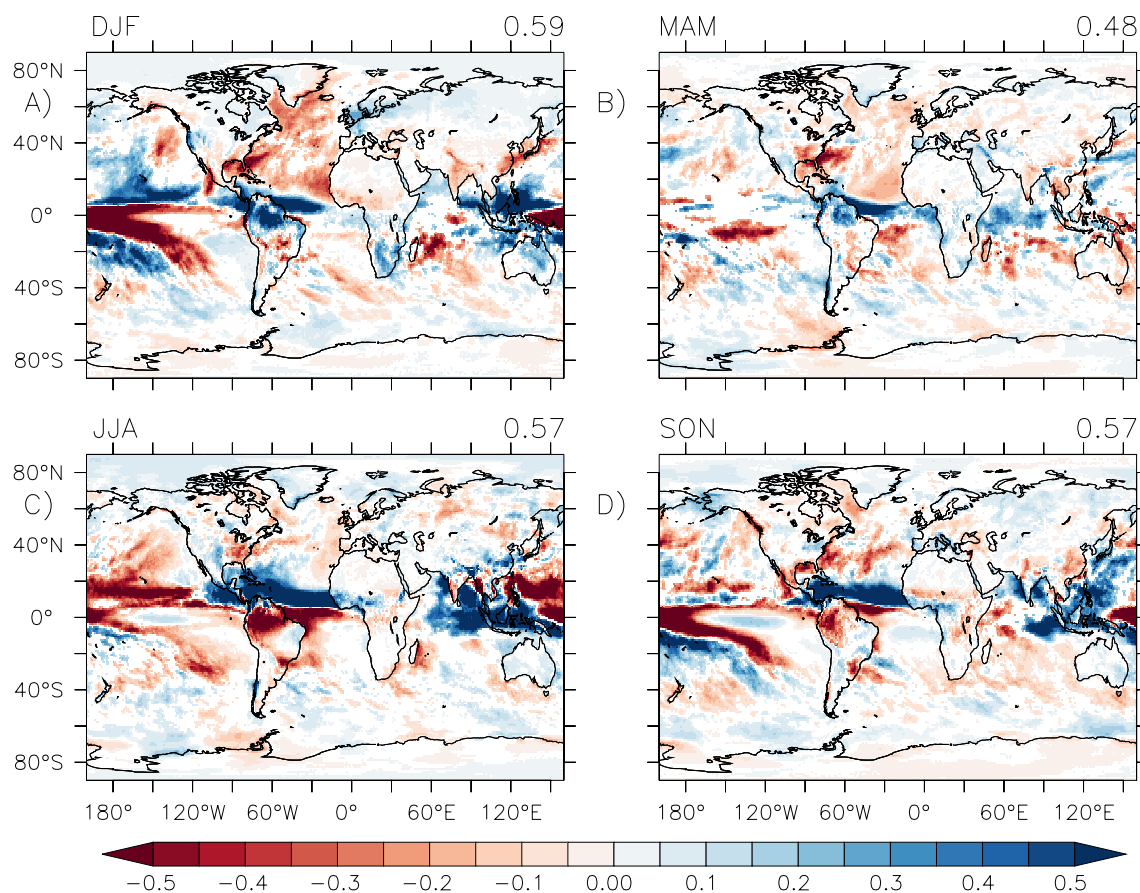 DJF 0.59 MAM 0.48
80°N
A) B)
40°N
0°
40°S
80°S
JJA 0.57 SON 0.57
80°N
C) D)
40°N
0°
40°S
80°S
180° 120°W 60°W 0° 60°E 120°E 180° 120°W 60°W 0° 60°E 120°E
−0.5 −0.4 −0.3 −0.2 −0.1 0.00 0.1 0.2 0.3 0.4 0.5